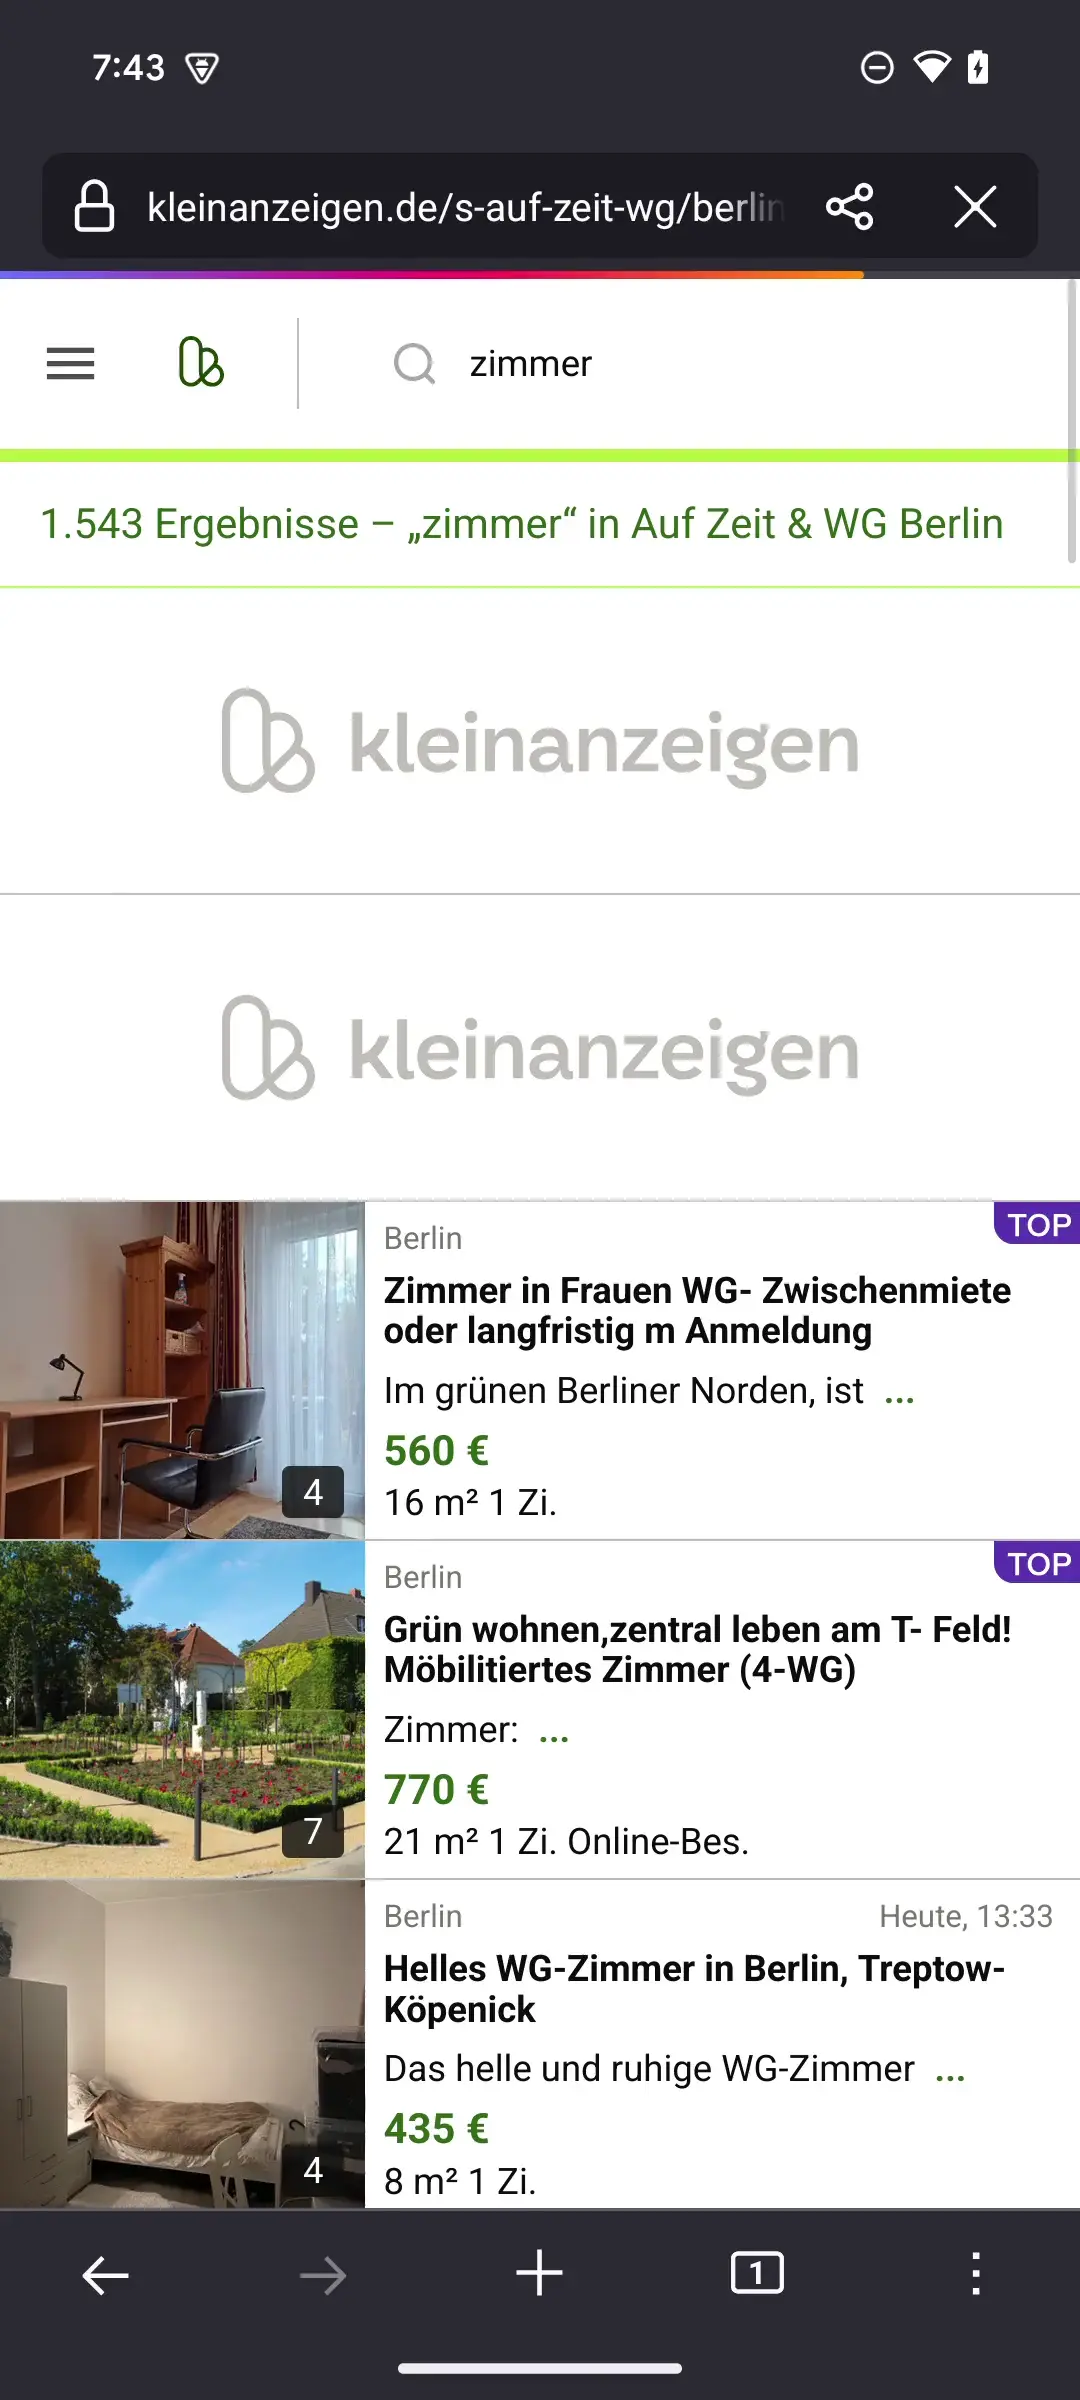 7:43
kleinanzeigen.de/s-auf-zeit-wg/berlin
zimmer
1.543 Ergebnisse – „zimmer“ in Auf Zeit & WG Berlin
kleinanzeigen
kleinanzeigen
Berlin
TOP
Zimmer in Frauen WG- Zwischenmiete
oder langfristig m Anmeldung
Im grünen Berliner Norden, ist ...
560 €
16 m² 1 Zi.
4
Berlin
TOP
Grün wohnen,zentral leben am T- Feld!
Möbilitiertes Zimmer (4-WG)
Zimmer: ...
770 €
21 m² 1 Zi. Online-Bes.
7
Berlin
Heute, 13:33
Helles WG-Zimmer in Berlin, Treptow-
Köpenick
Das helle und ruhige WG-Zimmer ...
435 €
8 m² 1 Zi.
4
1